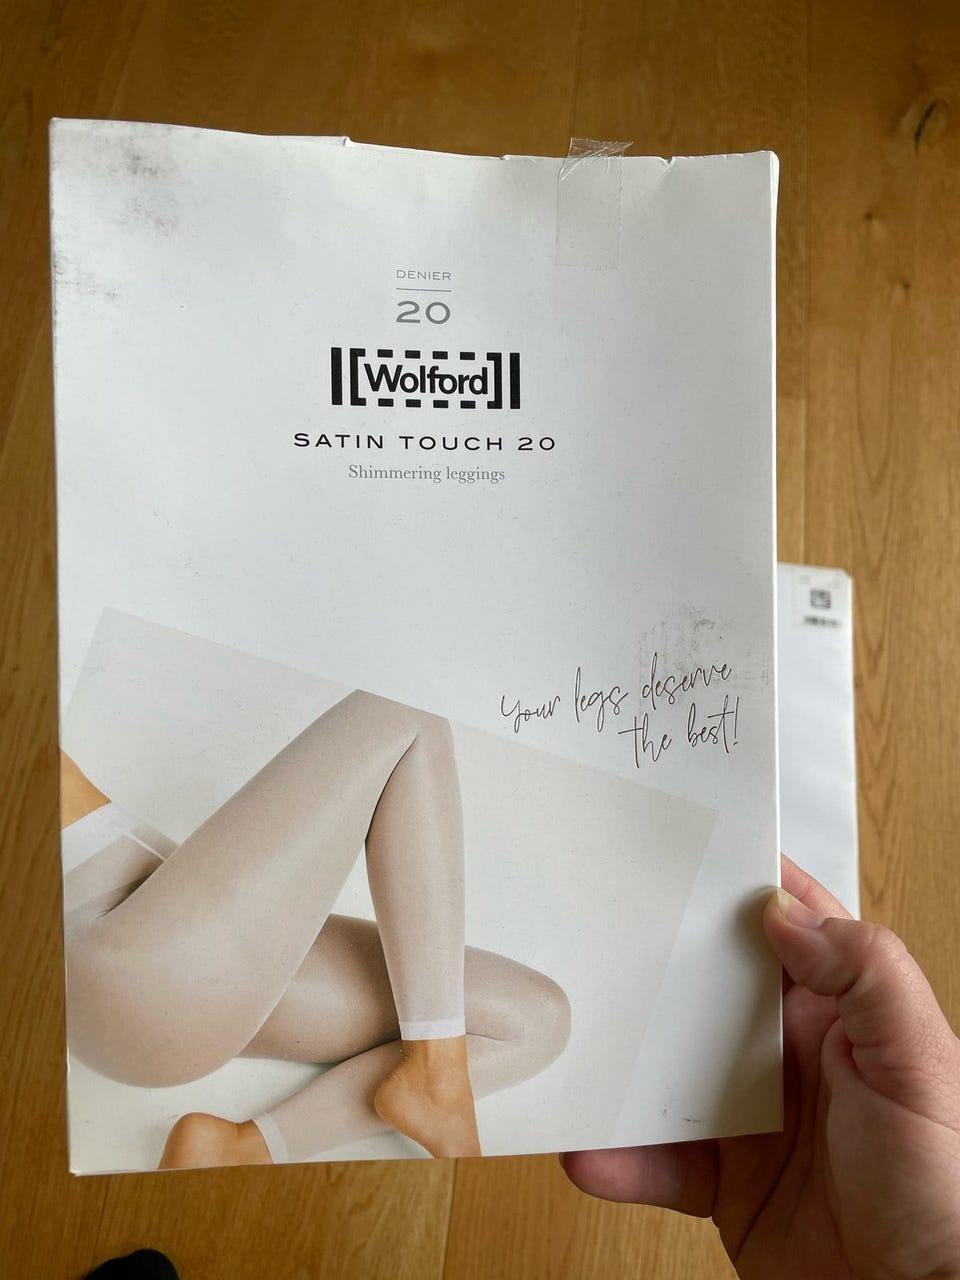 DENIER
20
Wolford
SATIN TOUCH 20
Shimmering leggings
your legs deserve
the best!